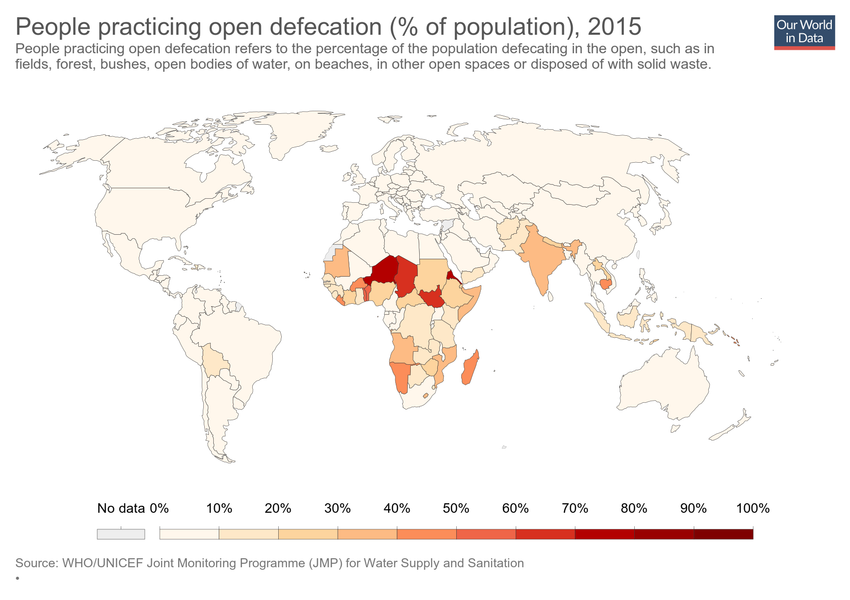 People practicing open defecation (% of population), 2015
Our World
in Data
People practicing open defecation refers to the percentage of the population defecating in the open, such as in
fields, forest, bushes, open bodies of water, on beaches, in other open spaces or disposed of with solid waste.
No data 0% 10% 20% 30% 40% 50% 60% 70% 80% 90% 100%
Source: WHO/UNICEF Joint Monitoring Programme (JMP) for Water Supply and Sanitation